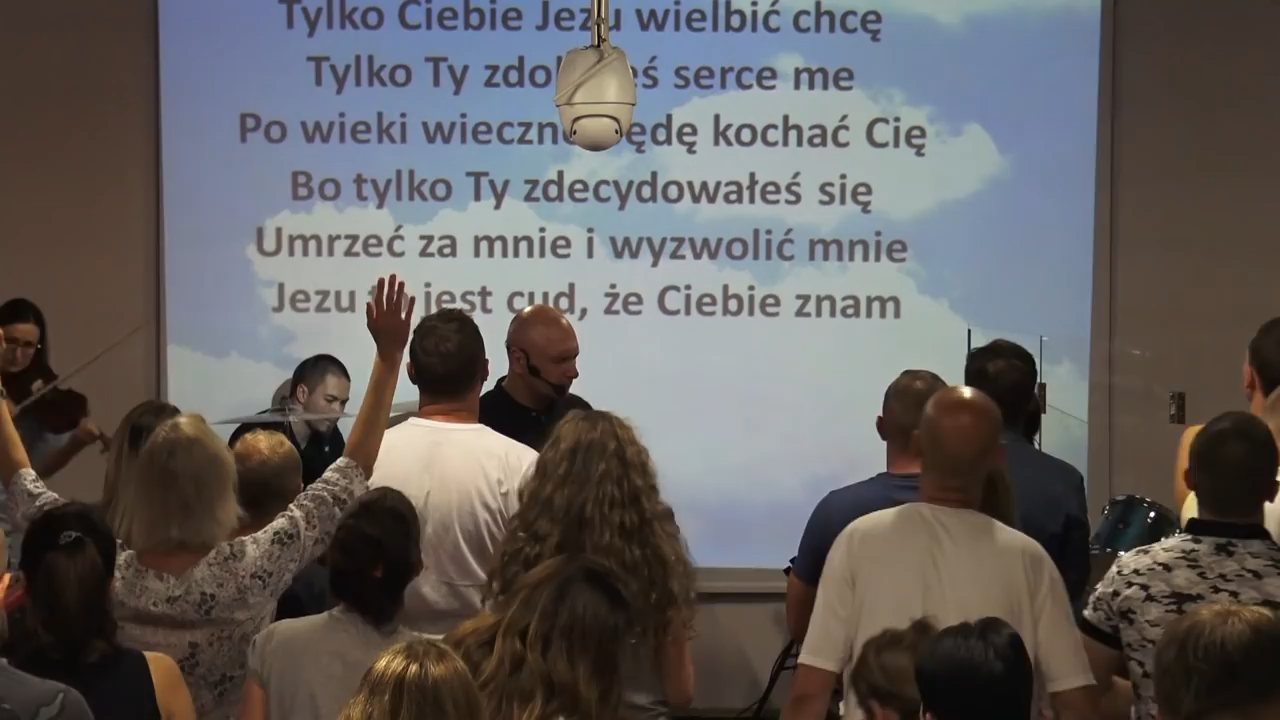 Tylko Ciebie Jezu wielbić chcę
Tylko Ty serce me
Po wieki kochać Cię
Bo tylko Ty zdecydowałeś się
Umrzeć za mnie i wyzwolić mnie
Jezu jest cud, że Ciebie znam